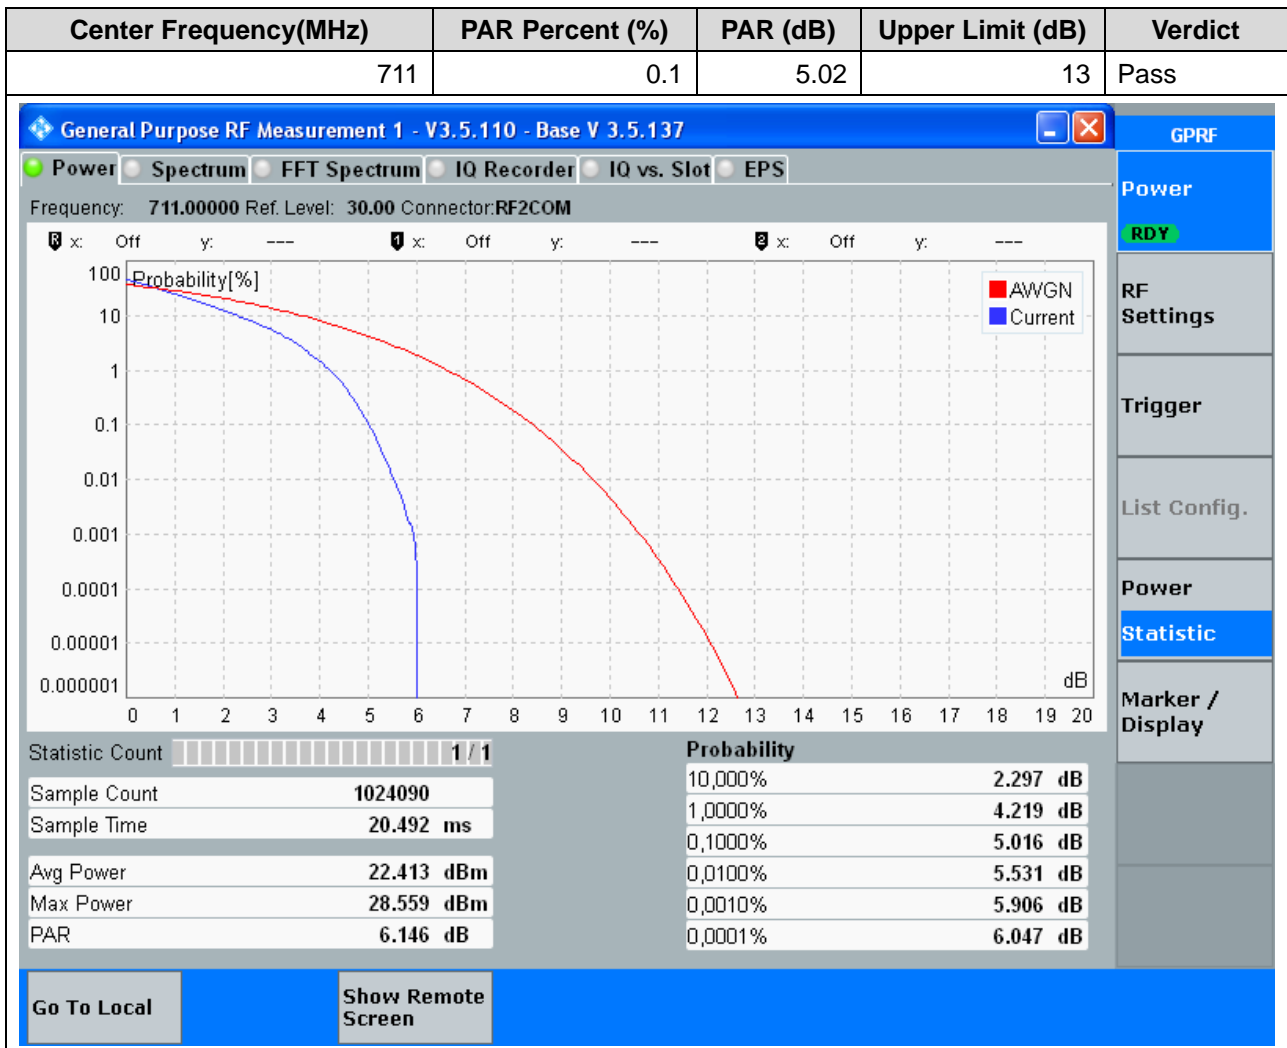 Center Frequency(MHz) PAR Percent (%) PAR (dB) Upper Limit (dB) Verdict
711 0.1 5.02 13 Pass
General Purpose RF Measurement 1 - V3.5.110 - Base V 3.5.137
GPRF
Power Spectrum FFT Spectrum IQ Recorder IQ vs. Slot EPS
Power
RDY
Frequency: 711.00000 Ref. Level: 30.00 Connector:RF2COM
R x: Off y: --- 1 x: Off y: --- 2 x: Off y: ---
Probability[%]
AWGN
Current
100
10
1
0.1
0.01
0.001
0.0001
0.00001
0.000001
dB
0 1 2 3 4 5 6 7 8 9 10 11 12 13 14 15 16 17 18 19 20
RF
Settings
Trigger
List Config.
Power
Statistic
Marker /
Display
Statistic Count 1 / 1
Sample Count 1024090
Sample Time 20.492 ms
Avg Power 22.413 dBm
Max Power 28.559 dBm
PAR 6.146 dB
Probability
10,000% 2.297 dB
1,0000% 4.219 dB
0,1000% 5.016 dB
0,0100% 5.531 dB
0,0010% 5.906 dB
0,0001% 6.047 dB
Go To Local
Show Remote
Screen